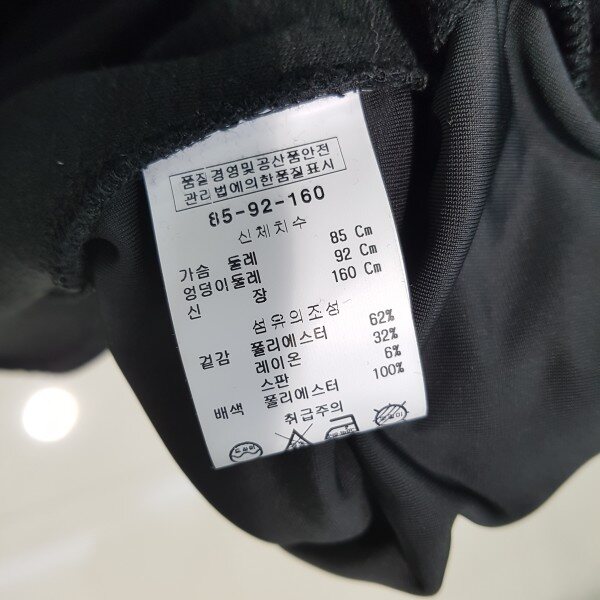 품질경영및공산품안전
관리법에의한품질표시
85-92-160
신체치수
가슴 둘레 85 Cm
엉덩이둘레 92 Cm
신 장 160 Cm
섬유의조성
겉감 폴리에스터 62%
레이온 32%
스판 6%
배색 폴리에스터 100%
취급주의
드라이